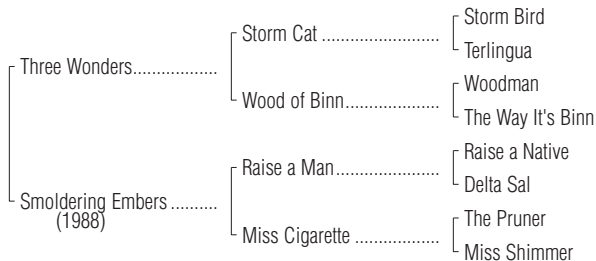 Storm Bird
Storm Cat ........................
Terlingua
Three Wonders.................
Woodman
Wood of Binn...................
The Way It's Binn
Raise a Native
Raise a Man.....................
Delta Sal
Smoldering Embers ..........
(1988)
The Pruner
Miss Cigarette .................
Miss Shimmer